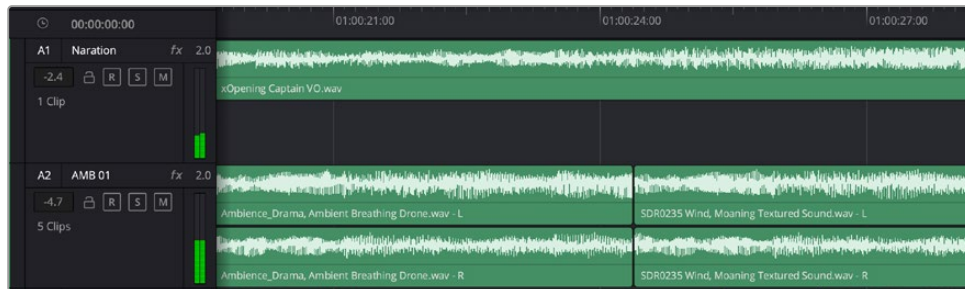 00:00:00:00
01:00:21:00
01:00:24:00
01:00:27:00
A1 Naration fx 2.0
-2.4 R S M
1 Clip
xOpening Captain VO.wav
A2 AMB 01 fx 2.0
-4.7 R S M
5 Clips
Ambience_Drama, Ambient Breathing Drone.wav - L
SDR0235 Wind, Moaning Textured Sound.wav - L
Ambience_Drama, Ambient Breathing Drone.wav - R
SDR0235 Wind, Moaning Textured Sound.wav - R